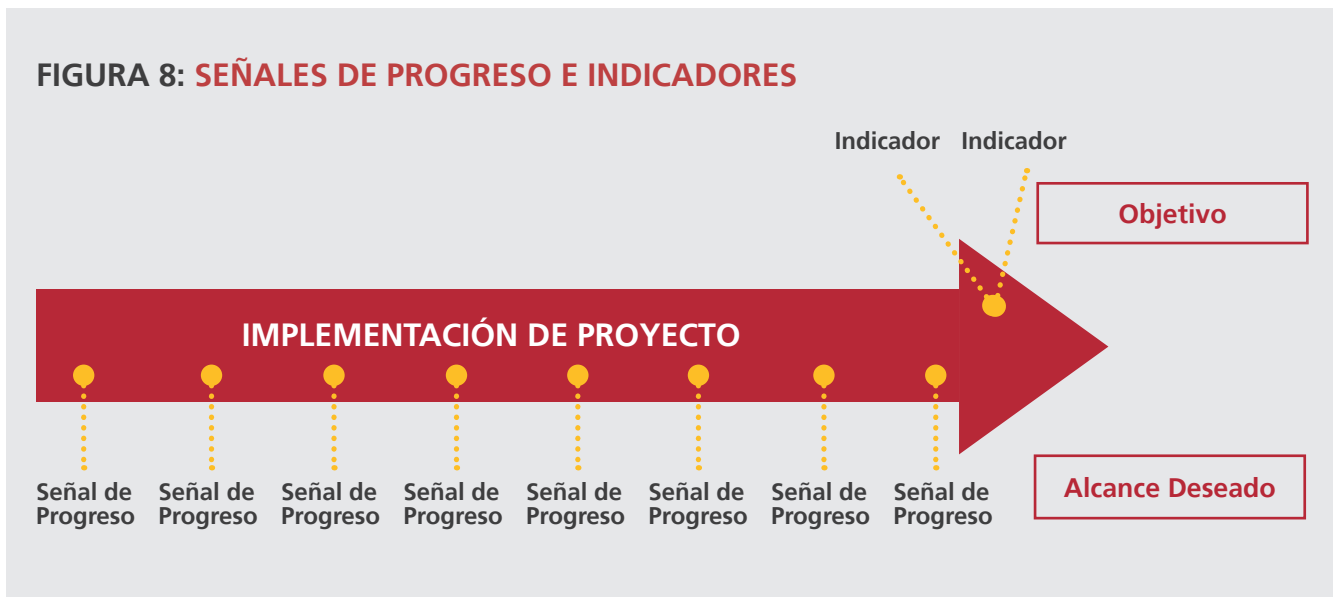 FIGURA 8: SEÑALES DE PROGRESO E INDICADORES
Indicador Indicador
Objetivo
IMPLEMENTACIÓN DE PROYECTO
Señal de Señal de Señal de Señal de Señal de Señal de Señal de Señal de
Progreso Progreso Progreso Progreso Progreso Progreso Progreso Progreso
Alcance Deseado